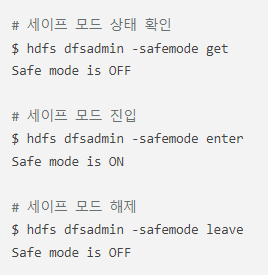 # 세이프 모드 상태 확인
$ hdfs dfsadmin -safemode get
Safe mode is OFF

# 세이프 모드 진입
$ hdfs dfsadmin -safemode enter
Safe mode is ON

# 세이프 모드 해제
$ hdfs dfsadmin -safemode leave
Safe mode is OFF